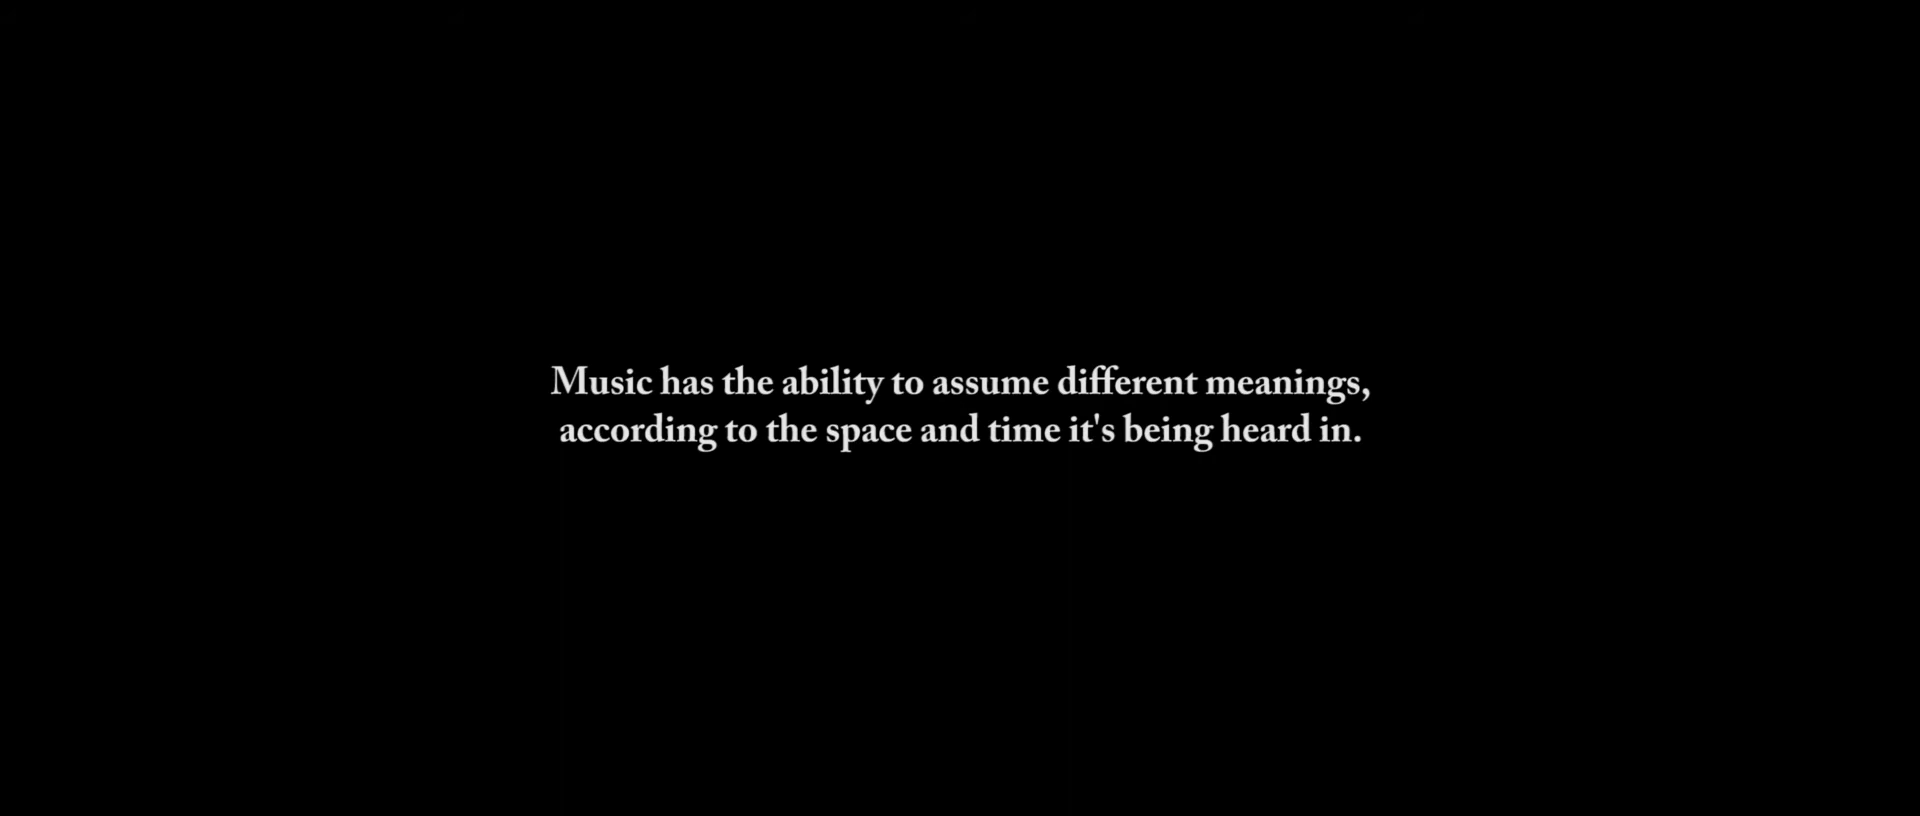 Music has the ability to assume different meanings,
according to the space and time it's being heard in.